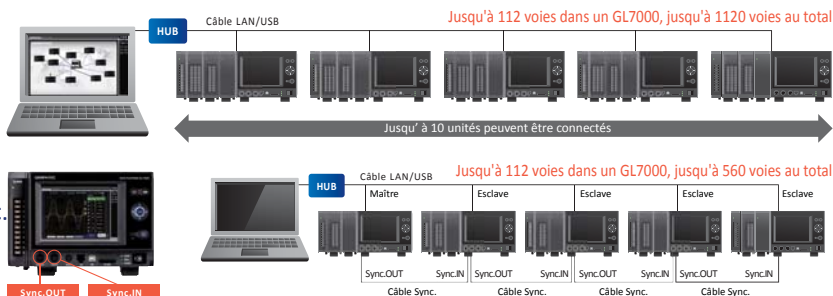 Jusqu'à 112 voies dans un GL7000, jusqu'à 1120 voies au total
Câble LAN/USB
HUB
Jusqu' à 10 unités peuvent être connectés
Jusqu'à 112 voies dans un GL7000, jusqu'à 560 voies au total
Câble LAN/USB
HUB
Maître Esclave Esclave Esclave Esclave
Sync.OUT Sync.IN Sync.OUT Sync.IN Sync.OUT Sync.IN Sync.OUT Sync.IN
Câble Sync. Câble Sync. Câble Sync. Câble Sync.
Sync.OUT Sync.IN